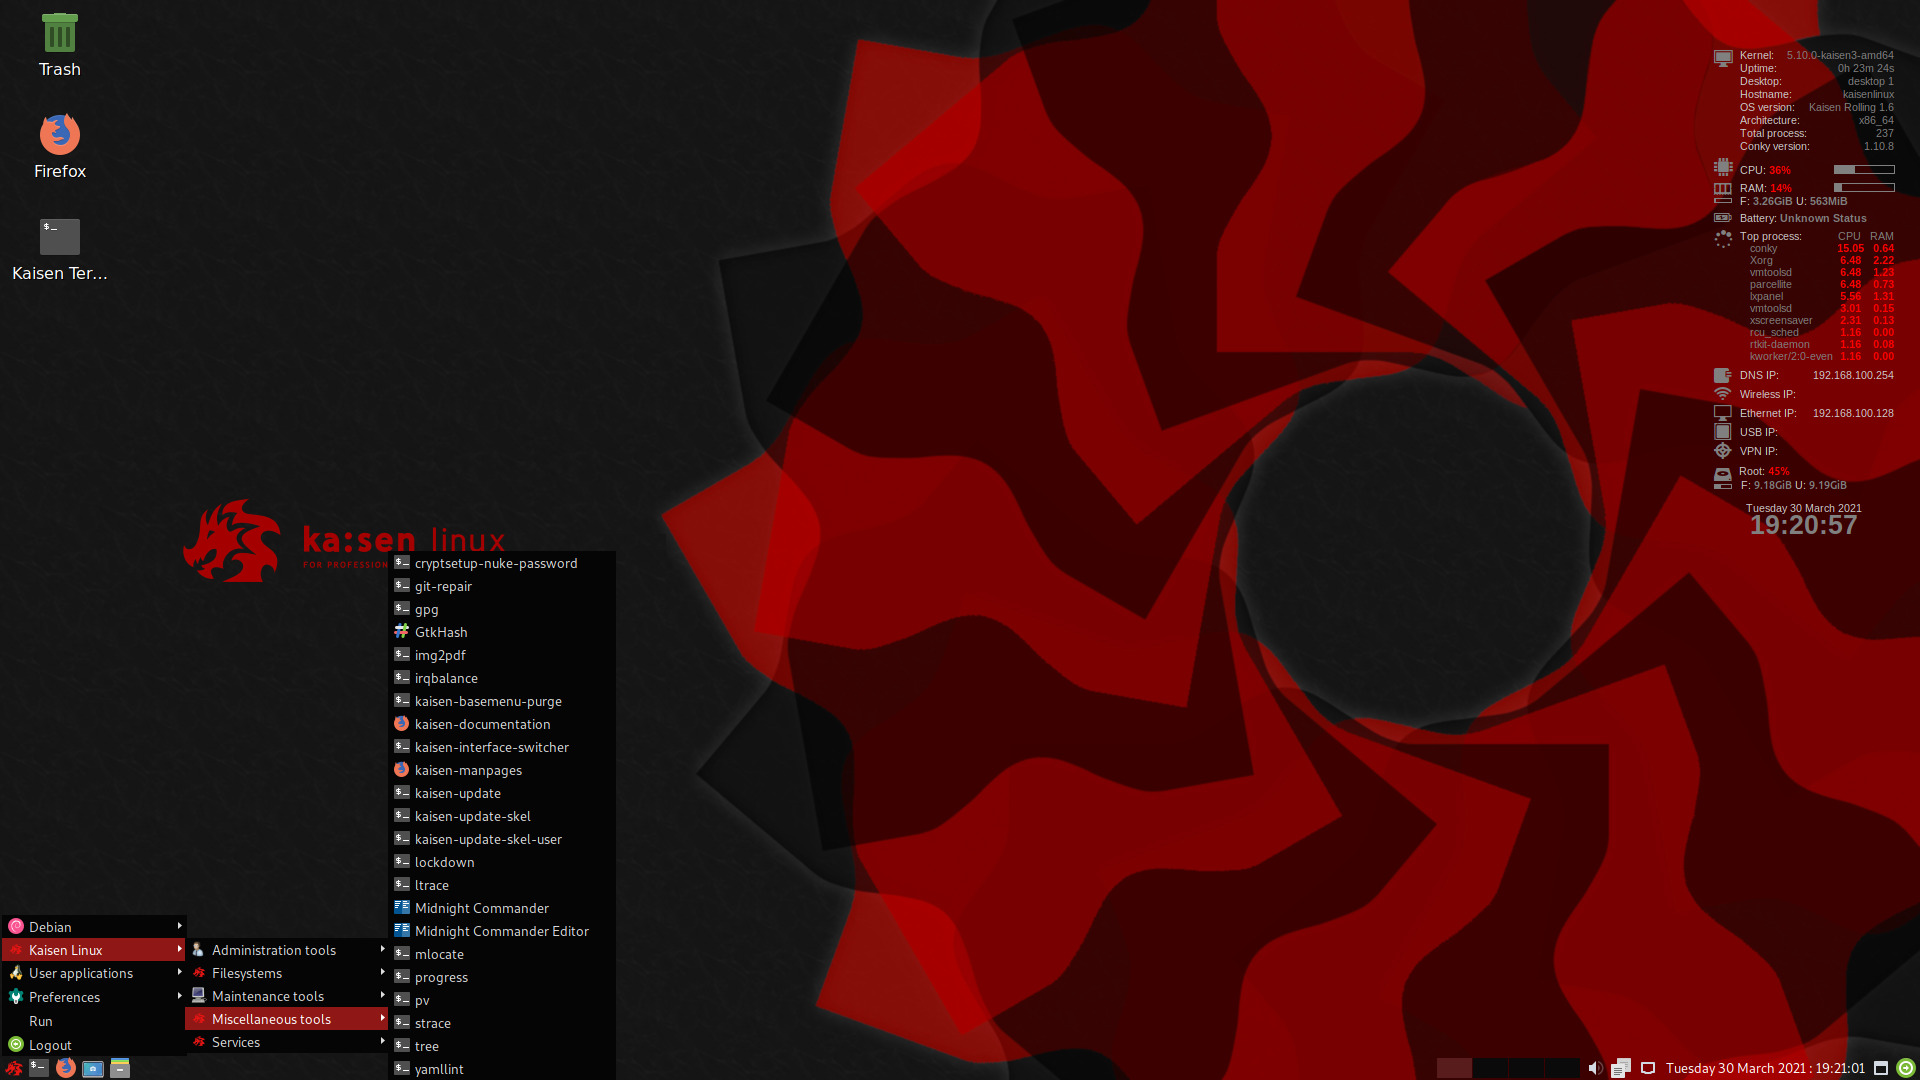 Trash
Firefox
Kaisen Ter...
ka:sen linux
FOR PROFESSION
Kernel: 5.10.0-kaisen3-amd64
Uptime: 0h 23m 24s
Desktop: desktop 1
Hostname: kaisenlinux
OS version: Kaisen Rolling 1.6
Architecture: x86_64
Total process: 237
Conky version: 1.10.8
CPU: 36%
RAM: 14%
F: 3.26GiB U: 563MiB
Battery: Unknown Status
Top process: CPU RAM
conky 15.05 0.64
Xorg 6.48 2.22
vmtoolsd 6.48 1.23
parcellite 6.48 0.73
lxpanel 5.56 1.31
vmtoolsd 3.01 0.15
xscreensaver 2.31 0.13
rcu_sched 1.16 0.00
rtkit-daemon 1.16 0.08
kworker/2:0-even 1.16 0.00
DNS IP: 192.168.100.254
Wireless IP:
Ethernet IP: 192.168.100.128
USB IP:
VPN IP:
Root: 45%
F: 9.18GiB U: 9.19GiB
Tuesday 30 March 2021
19:20:57
cryptsetup-nuke-password
git-repair
gpg
GtkHash
img2pdf
irqbalance
kaisen-basemenu-purge
kaisen-documentation
kaisen-interface-switcher
kaisen-manpages
kaisen-update
kaisen-update-skel
kaisen-update-skel-user
lockdown
ltrace
Midnight Commander
Midnight Commander Editor
mlocate
progress
pv
strace
tree
yamllint
Administration tools
Filesystems
Maintenance tools
Miscellaneous tools
Services
Debian
Kaisen Linux
User applications
Preferences
Run
Logout
Tuesday 30 March 2021 : 19:21:01